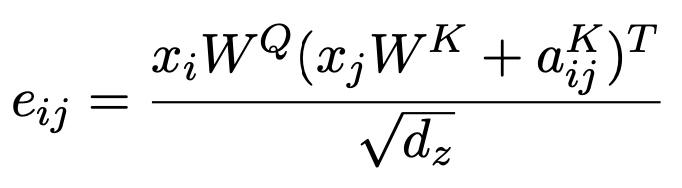 e_{ij} = \frac{x_i W^Q (x_j W^K + a_{ij}^K)^T}{\sqrt{d_z}}